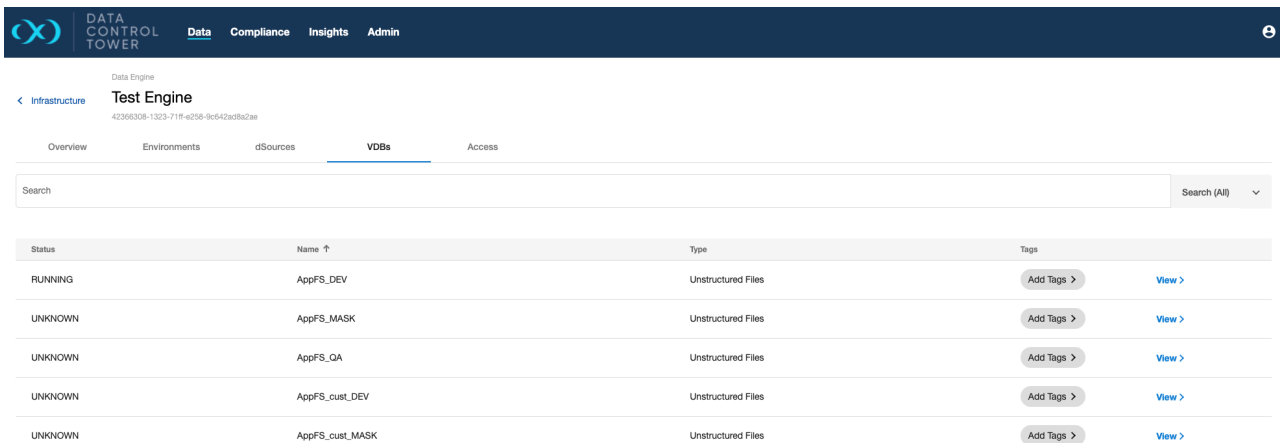 DATA
CONTROL
TOWER
Data Compliance Insights Admin
Data Engine
Infrastructure Test Engine
42366308-1323-71ff-e258-9c642ad8a2ae
Overview Environments dSources VDBs Access
Search Search (All)
Status Name ↑ Type Tags
RUNNING AppFS_DEV Unstructured Files Add Tags > View >
UNKNOWN AppFS_MASK Unstructured Files Add Tags > View >
UNKNOWN AppFS_QA Unstructured Files Add Tags > View >
UNKNOWN AppFS_cust_DEV Unstructured Files Add Tags > View >
UNKNOWN AppFS_cust_MASK Unstructured Files Add Tags > View >